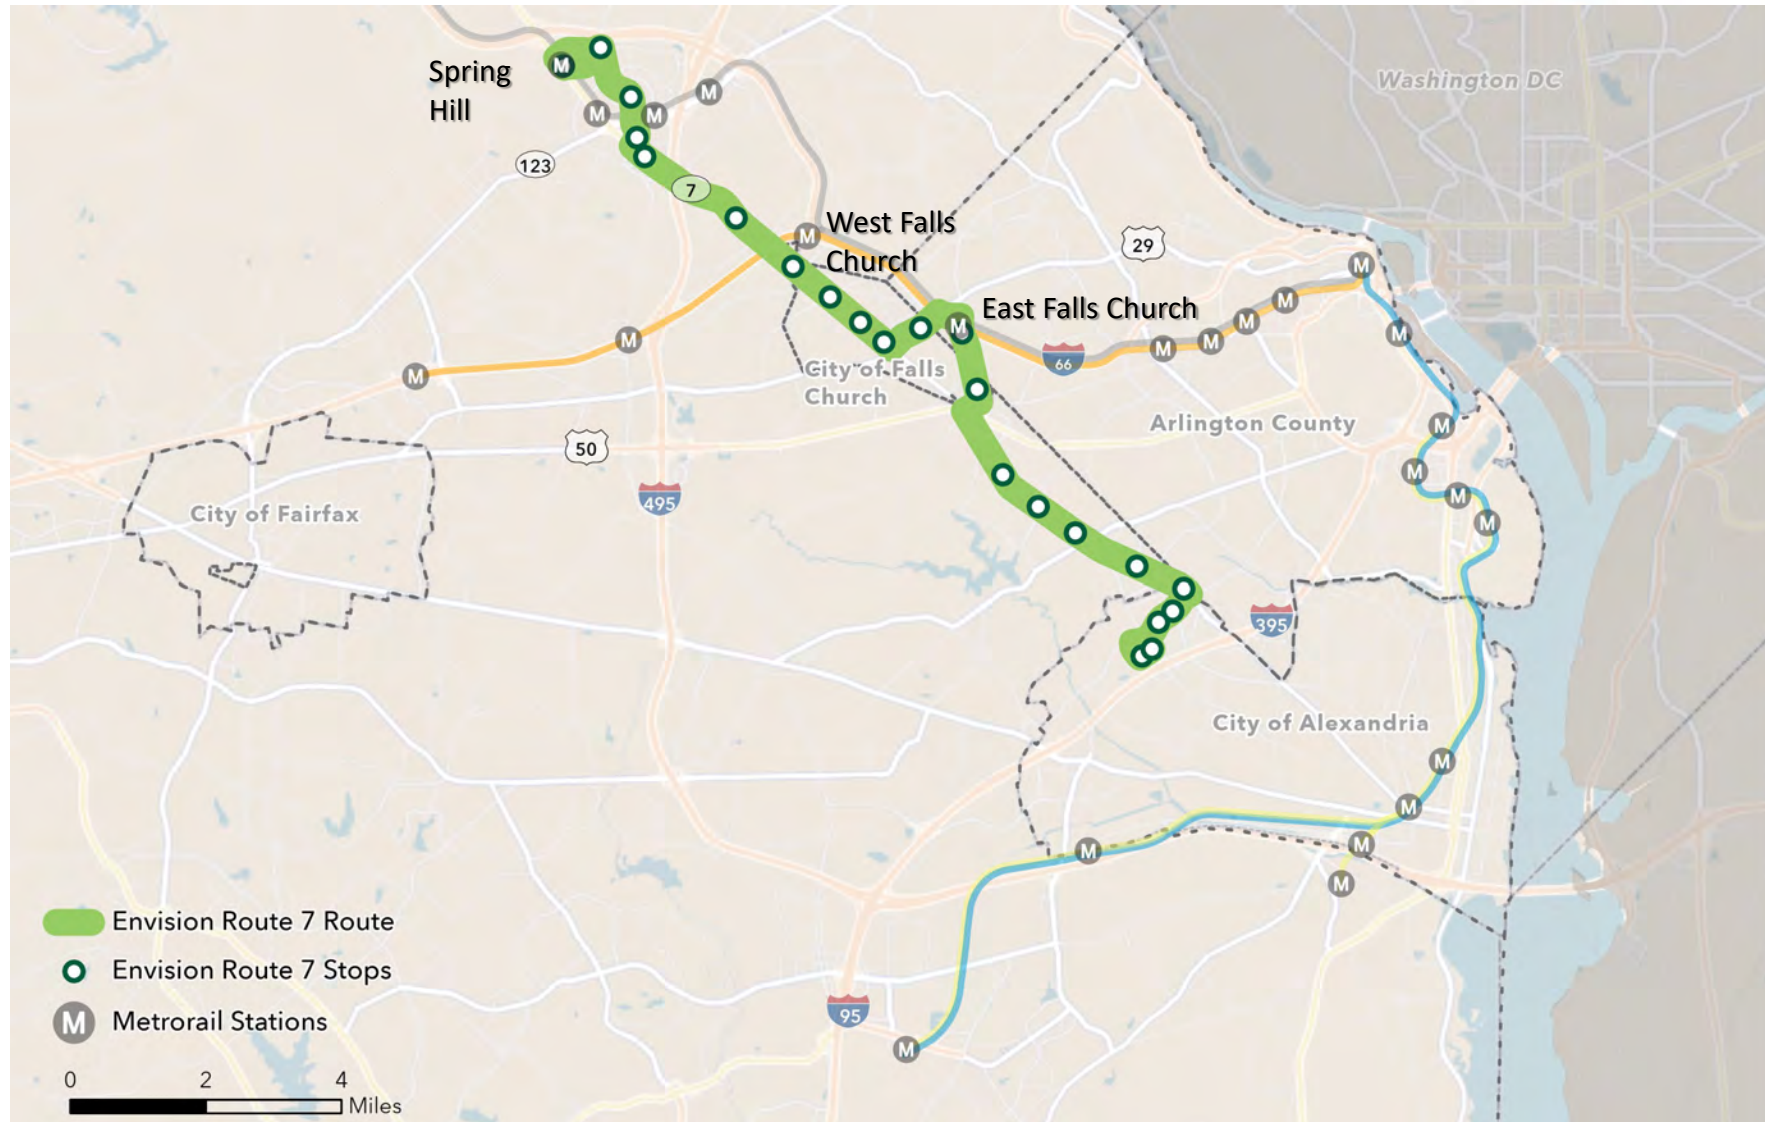 Washington DC
Spring
Hill
M
M
M
M
123
7
West Falls
Church
M
29
M
East Falls Church
M
M
M
M
M
M
M
66
M
M
City of Falls
Church
Arlington County
M
50
M
495
M
M
City of Fairfax
395
City of Alexandria
M
M
M
M
M
Envision Route 7 Route
Envision Route 7 Stops
95
M Metrorail Stations
M
0 2 4
Miles